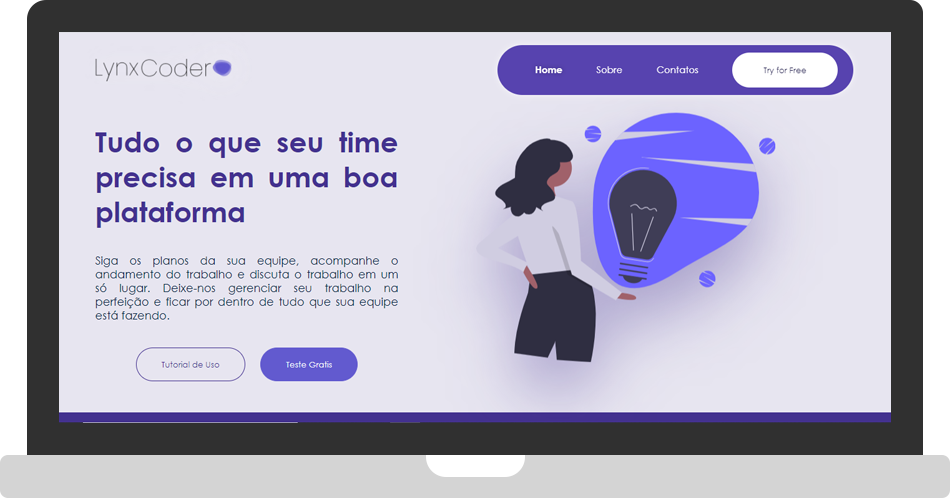 LynxCoder
Home Sobre Contatos Try for Free
Tudo o que seu time
precisa em uma boa
plataforma
Siga os planos da sua equipe, acompanhe o
andamento do trabalho e discuta o trabalho em um
só lugar. Deixe-nos gerenciar seu trabalho na
perfeição e ficar por dentro de tudo que sua equipe
está fazendo.
Tutorial de Uso Teste Gratis